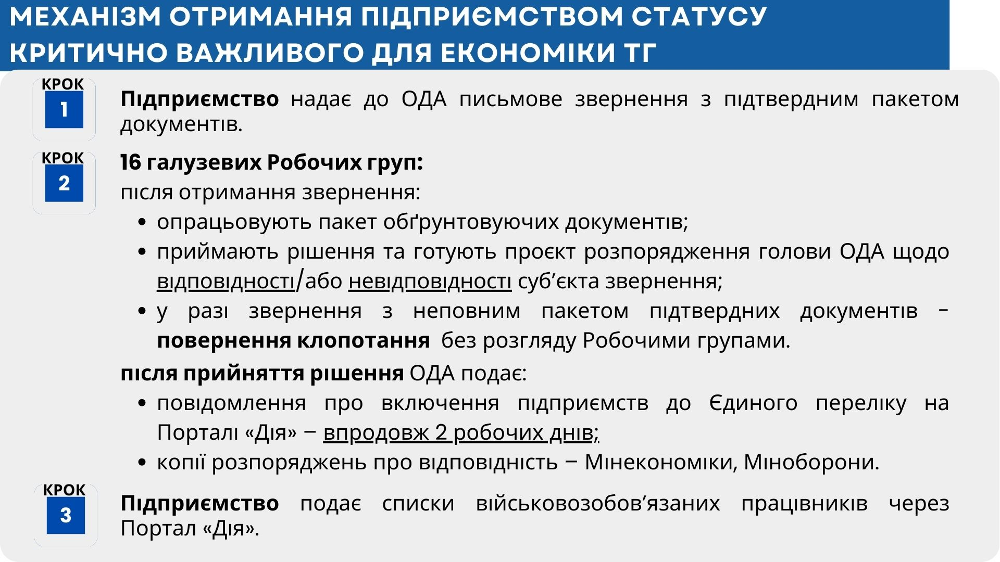 МЕХАНІЗМ ОТРИМАННЯ ПІДПРИЄМСТВОМ СТАТУСУ
КРИТИЧНО ВАЖЛИВОГО ДЛЯ ЕКОНОМІКИ ТГ
КРОК
1
Підприємство надає до ОДА письмове звернення з підтвердним пакетом
документів.
КРОК
2
16 галузевих Робочих груп:
після отримання звернення:
• опрацьовують пакет обґрунтовуючих документів;
• приймають рішення та готують проєкт розпорядження голови ОДА щодо
відповідності/або невідповідності суб’єкта звернення;
• у разі звернення з неповним пакетом підтвердних документів –
повернення клопотання без розгляду Робочими групами.
після прийняття рішення ОДА подає:
• повідомлення про включення підприємств до Єдиного переліку на
Порталі «Дія» – впродовж 2 робочих днів;
• копії розпоряджень про відповідність – Мінекономіки, Міноборони.
КРОК
3
Підприємство подає списки військовозобов’язаних працівників через
Портал «Дія».